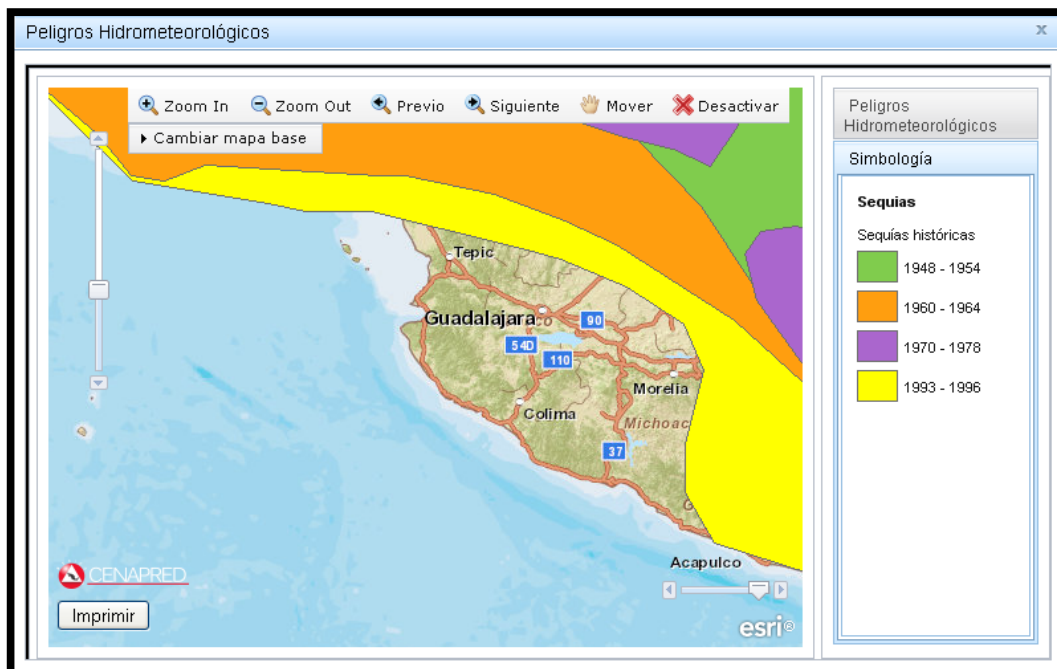 Peligros Hidrometeorológicos
x
Zoom In Zoom Out Previo Siguiente Mover Desactivar
Cambiar mapa base
Tepic
Guadalajara
co
90
54D
110
Morelia
Colima
Michoac
37
G
Acapulco
CENAPRED
Imprimir
esri®
Peligros
Hidrometeorológicos
Simbología
Sequias
Sequías históricas
1948 - 1954
1960 - 1964
1970 - 1978
1993 - 1996